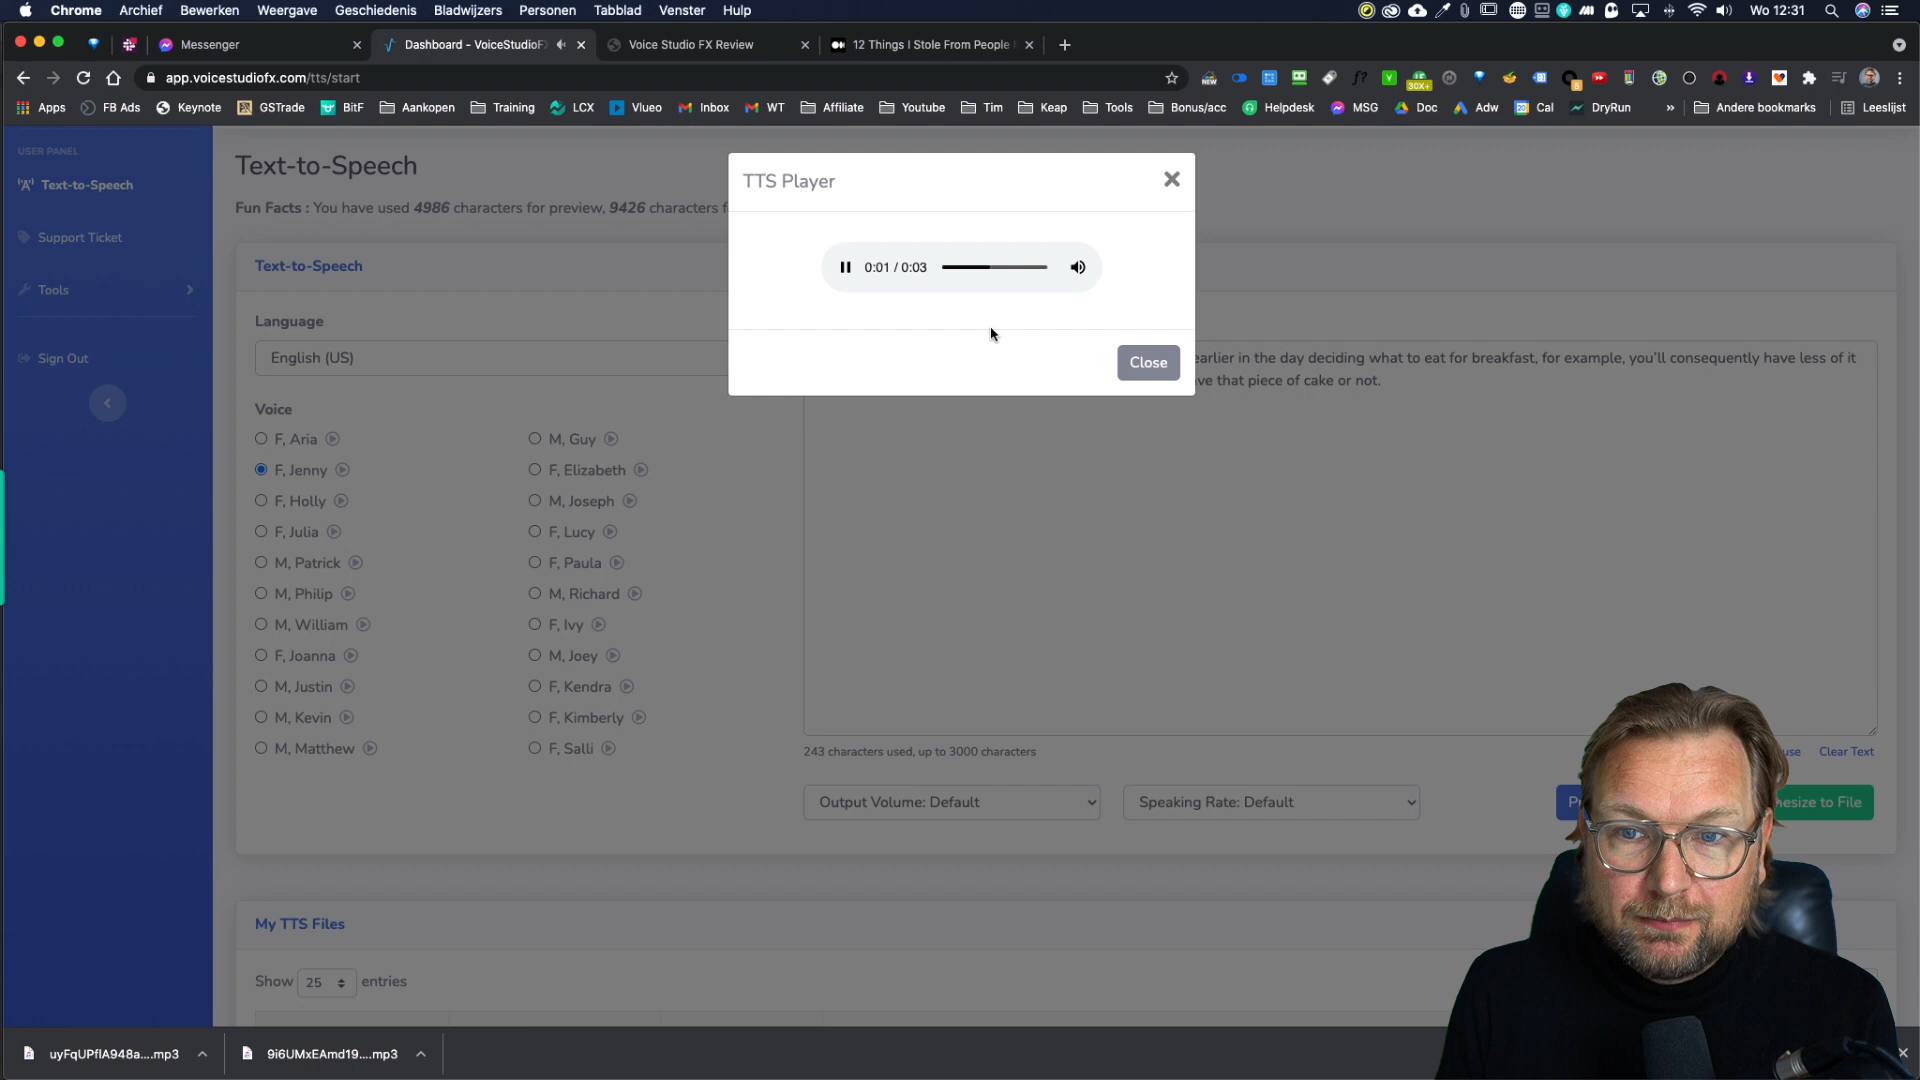 Chrome Archief Bewerken Weergave Geschiedenis Bladwijzers Personen Tabblad Venster Help
Wo 12:31
Messenger
Dashboard - VoiceStudioF
Voice Studio FX Review
12 Things I Stole From People
app.voicestudiofx.com/tts/start
NEW
30X+
Apps FB Ads Keynote GSTrade BitF Aankopen Training LCX Vlueo Inbox WT Affiliate Youtube Tim Keap Tools Bonus/acc Helpdesk MSG Doc Adw Cal DryRun » Andere bookmarks Leeslijst
USER PANEL
Text-to-Speech
Support Ticket
Tools
Sign Out
Text-to-Speech
Fun Facts : You have used 4986 characters for preview, 9426 characters f
Text-to-Speech
Language
English (US)
Voice
F, Aria
M, Guy
F, Jenny
F, Elizabeth
F, Holly
M, Joseph
F, Julia
F, Lucy
M, Patrick
F, Paula
M, Philip
M, Richard
M, William
F, Ivy
F, Joanna
M, Joey
M, Justin
F, Kendra
M, Kevin
F, Kimberly
M, Matthew
F, Salli
TTS Player
0:01 / 0:03
Close
earlier in the day deciding what to eat for breakfast, for example, you'll consequently have less of it
ve that piece of cake or not.
243 characters used, up to 3000 characters
use
Clear Text
Output Volume: Default
Speaking Rate: Default
Pr
hesize to File
My TTS Files
Show 25 entries
uyFqUPfIA948a....mp3
9i6UMxEAmd19....mp3